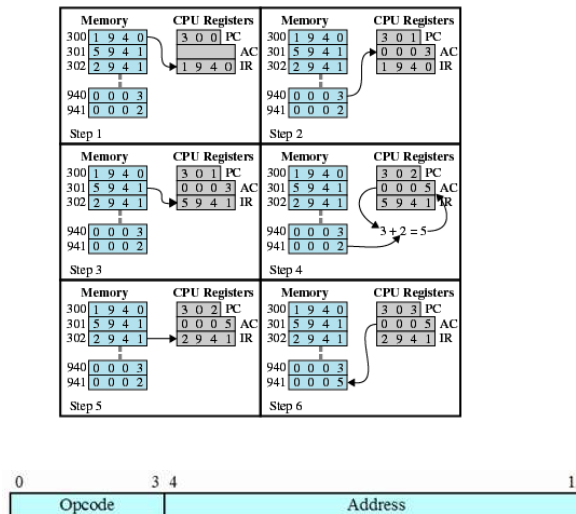 Memory CPU Registers
300 1 9 4 0 3 0 0 PC
301 5 9 4 1 AC
302 2 9 4 1 1 9 4 0 IR
940 0 0 0 3
941 0 0 0 2
Step 1
Memory CPU Registers
300 1 9 4 0 3 0 1 PC
301 5 9 4 1 0 0 0 3 AC
302 2 9 4 1 1 9 4 0 IR
940 0 0 0 3
941 0 0 0 2
Step 2
Memory CPU Registers
300 1 9 4 0 3 0 1 PC
301 5 9 4 1 0 0 0 3 AC
302 2 9 4 1 5 9 4 1 IR
940 0 0 0 3
941 0 0 0 2
Step 3
Memory CPU Registers
300 1 9 4 0 3 0 2 PC
301 5 9 4 1 0 0 0 5 AC
302 2 9 4 1 5 9 4 1 IR
940 0 0 0 3 3 + 2 = 5
941 0 0 0 2
Step 4
Memory CPU Registers
300 1 9 4 0 3 0 2 PC
301 5 9 4 1 0 0 0 5 AC
302 2 9 4 1 2 9 4 1 IR
940 0 0 0 3
941 0 0 0 2
Step 5
Memory CPU Registers
300 1 9 4 0 3 0 3 PC
301 5 9 4 1 0 0 0 5 AC
302 2 9 4 1 2 9 4 1 IR
940 0 0 0 3
941 0 0 0 5
Step 6
0 3 4
Opcode Address